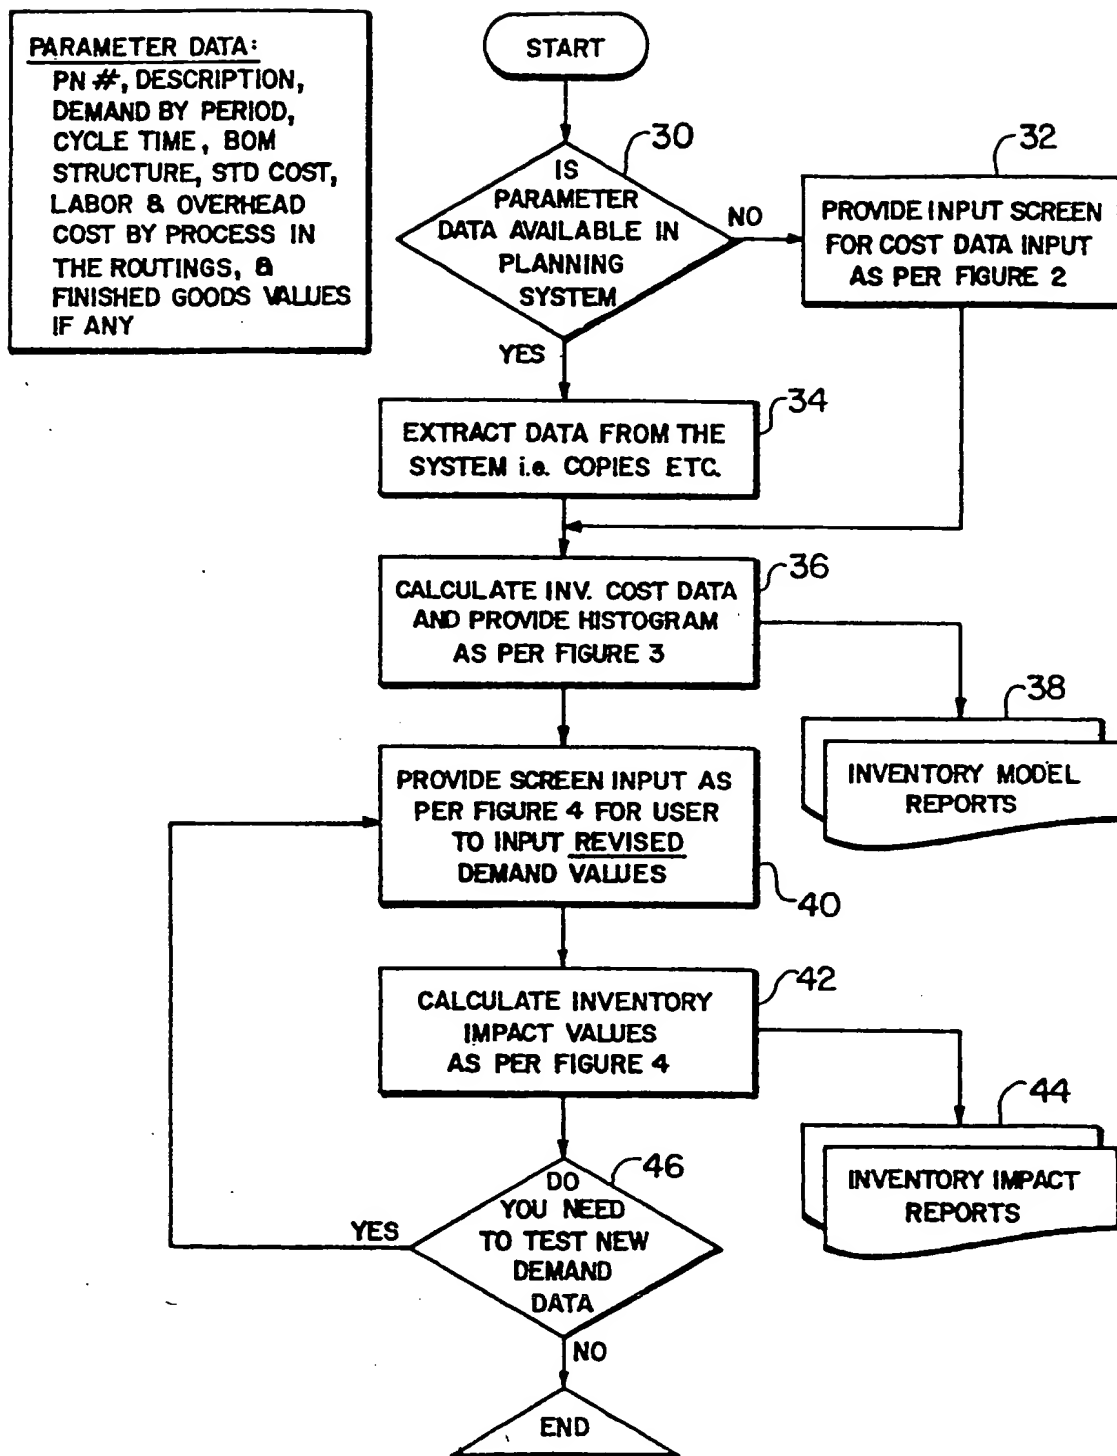 PARAMETER DATA:
PN #, DESCRIPTION,
DEMAND BY PERIOD,
CYCLE TIME, BOM
STRUCTURE, STD COST,
LABOR & OVERHEAD
COST BY PROCESS IN
THE ROUTINGS, &
FINISHED GOODS VALUES
IF ANY
START
30
IS
PARAMETER
DATA AVAILABLE IN
PLANNING
SYSTEM
NO
YES
32
PROVIDE INPUT SCREEN
FOR COST DATA INPUT
AS PER FIGURE 2
34
EXTRACT DATA FROM THE
SYSTEM i.e. COPIES ETC.
36
CALCULATE INV. COST DATA
AND PROVIDE HISTOGRAM
AS PER FIGURE 3
38
INVENTORY MODEL
REPORTS
PROVIDE SCREEN INPUT AS
PER FIGURE 4 FOR USER
TO INPUT REVISED
DEMAND VALUES
40
42
CALCULATE INVENTORY
IMPACT VALUES
AS PER FIGURE 4
44
INVENTORY IMPACT
REPORTS
46
DO
YOU NEED
TO TEST NEW
DEMAND
DATA
YES
NO
END